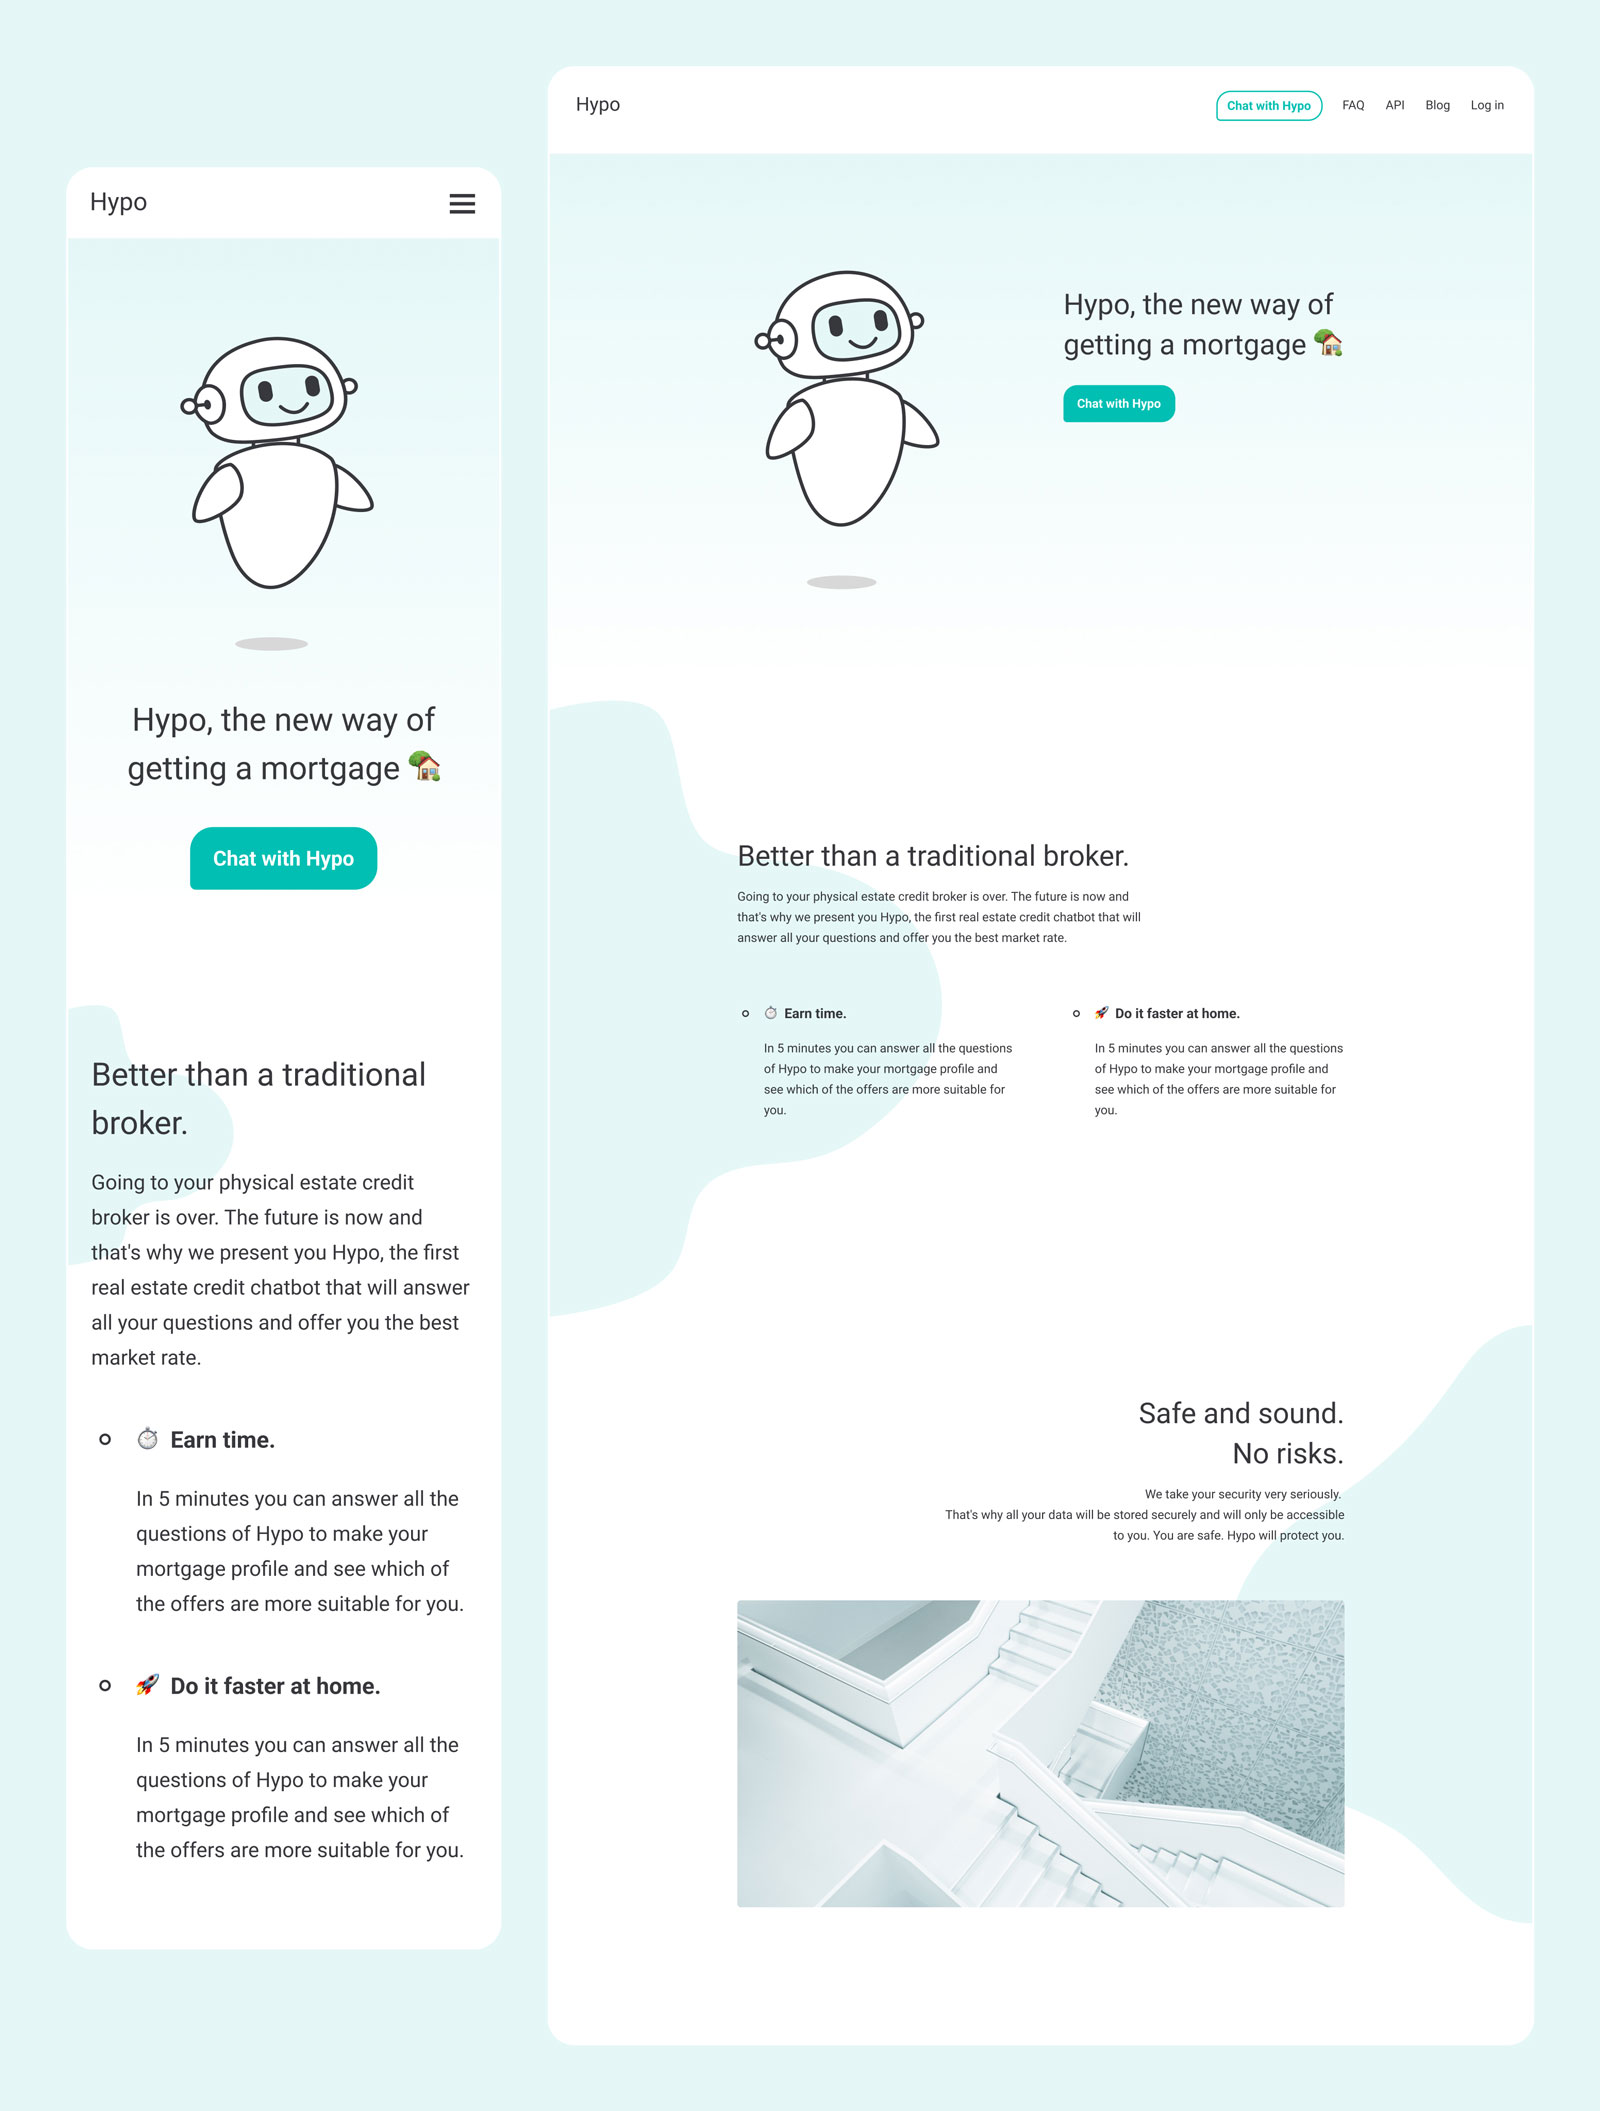 Hypo
Hypo, the new way of
getting a mortgage 🏡
Chat with Hypo
Better than a traditional
broker.
Going to your physical estate credit
broker is over. The future is now and
that's why we present you Hypo, the first
real estate credit chatbot that will answer
all your questions and offer you the best
market rate.
⏱ Earn time.
In 5 minutes you can answer all the
questions of Hypo to make your
mortgage profile and see which of
the offers are more suitable for you.
🚀 Do it faster at home.
In 5 minutes you can answer all the
questions of Hypo to make your
mortgage profile and see which of
the offers are more suitable for you.
Hypo
Chat with Hypo FAQ API Blog Log in
Hypo, the new way of
getting a mortgage 🏡
Chat with Hypo
Better than a traditional broker.
Going to your physical estate credit broker is over. The future is now and
that's why we present you Hypo, the first real estate credit chatbot that will
answer all your questions and offer you the best market rate.
⏱ Earn time.
In 5 minutes you can answer all the questions
of Hypo to make your mortgage profile and
see which of the offers are more suitable for
you.
🚀 Do it faster at home.
In 5 minutes you can answer all the questions
of Hypo to make your mortgage profile and
see which of the offers are more suitable for
you.
Safe and sound.
No risks.
We take your security very seriously.
That's why all your data will be stored securely and will only be accessible
to you. You are safe. Hypo will protect you.